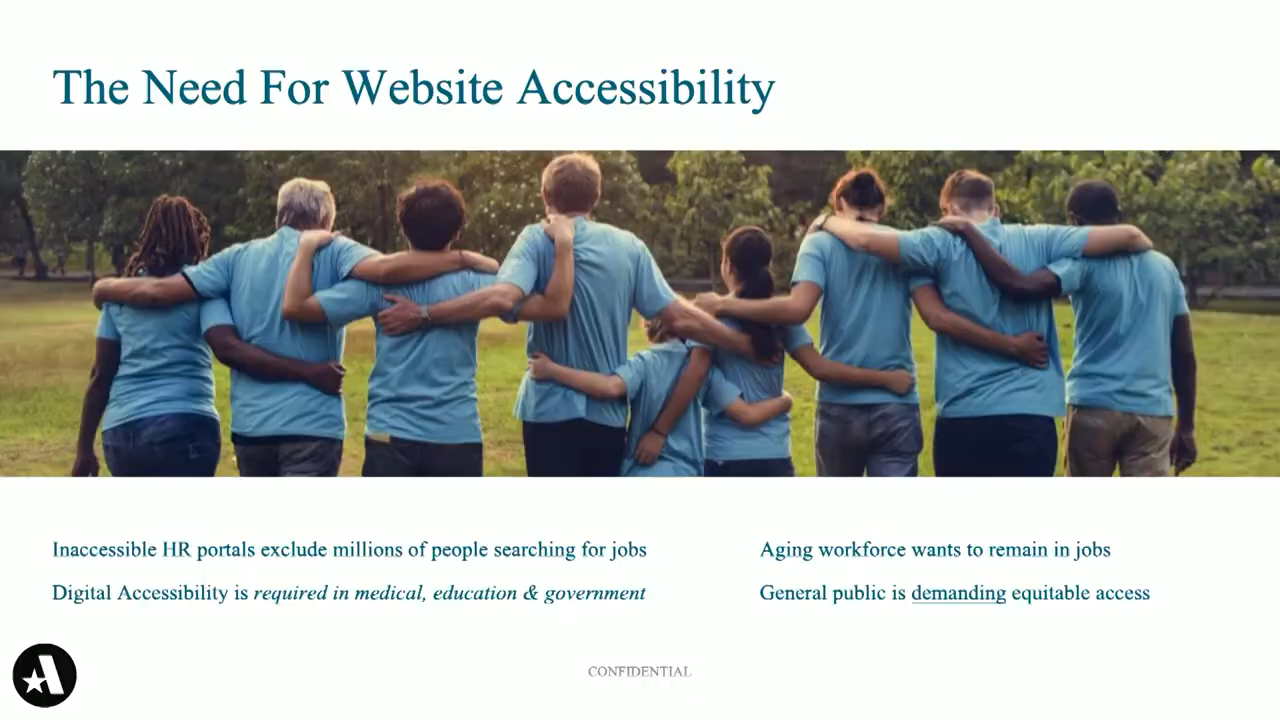 The Need For Website Accessibility
Inaccessible HR portals exclude millions of people searching for jobs
Digital Accessibility is required in medical, education & government
Aging workforce wants to remain in jobs
General public is demanding equitable access
CONFIDENTIAL